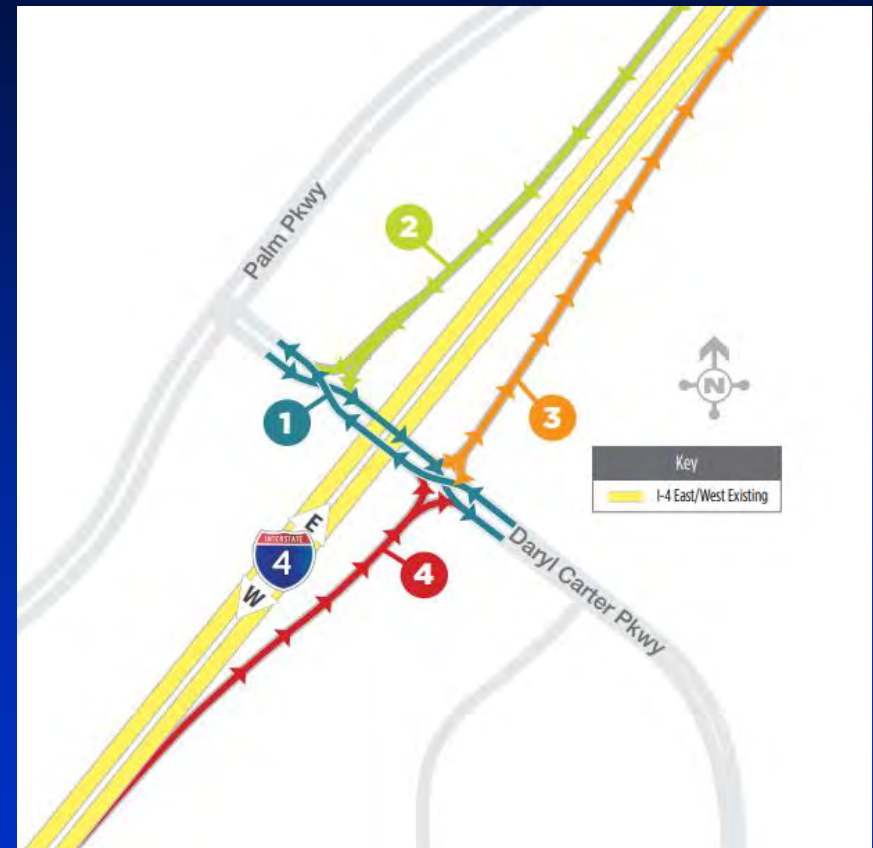 Palm Pkwy
2
1
3
N
Key
I-4 East/West Existing
E
INTERSTATE
4
W
4
Daryl Carter Pkwy